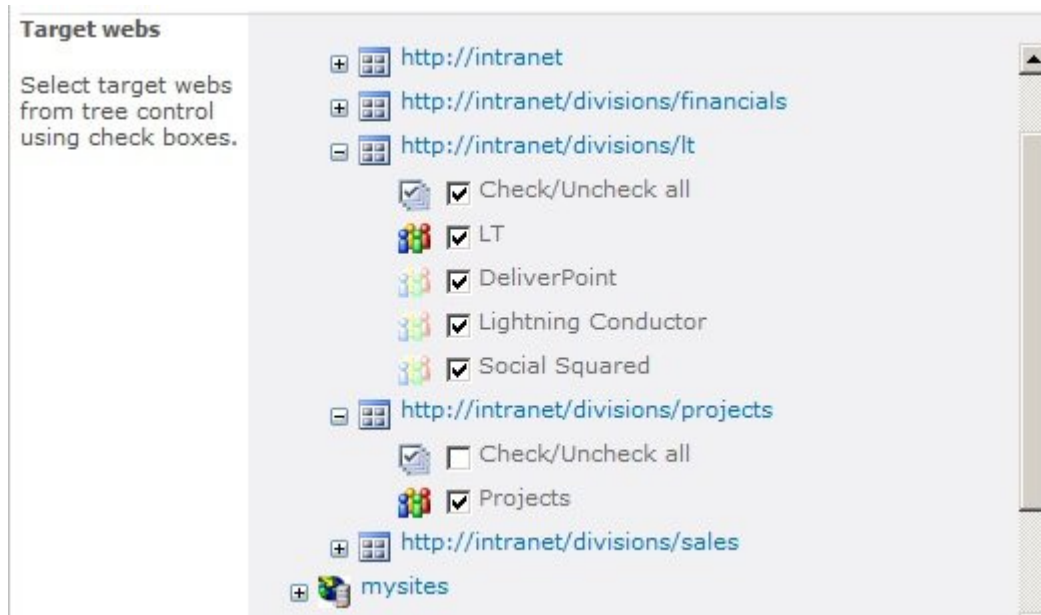 Target webs
Select target webs
from tree control
using check boxes.
http://intranet
http://intranet/divisions/financials
http://intranet/divisions/lt
Check/Uncheck all
LT
DeliverPoint
Lightning Conductor
Social Squared
http://intranet/divisions/projects
Check/Uncheck all
Projects
http://intranet/divisions/sales
mysites